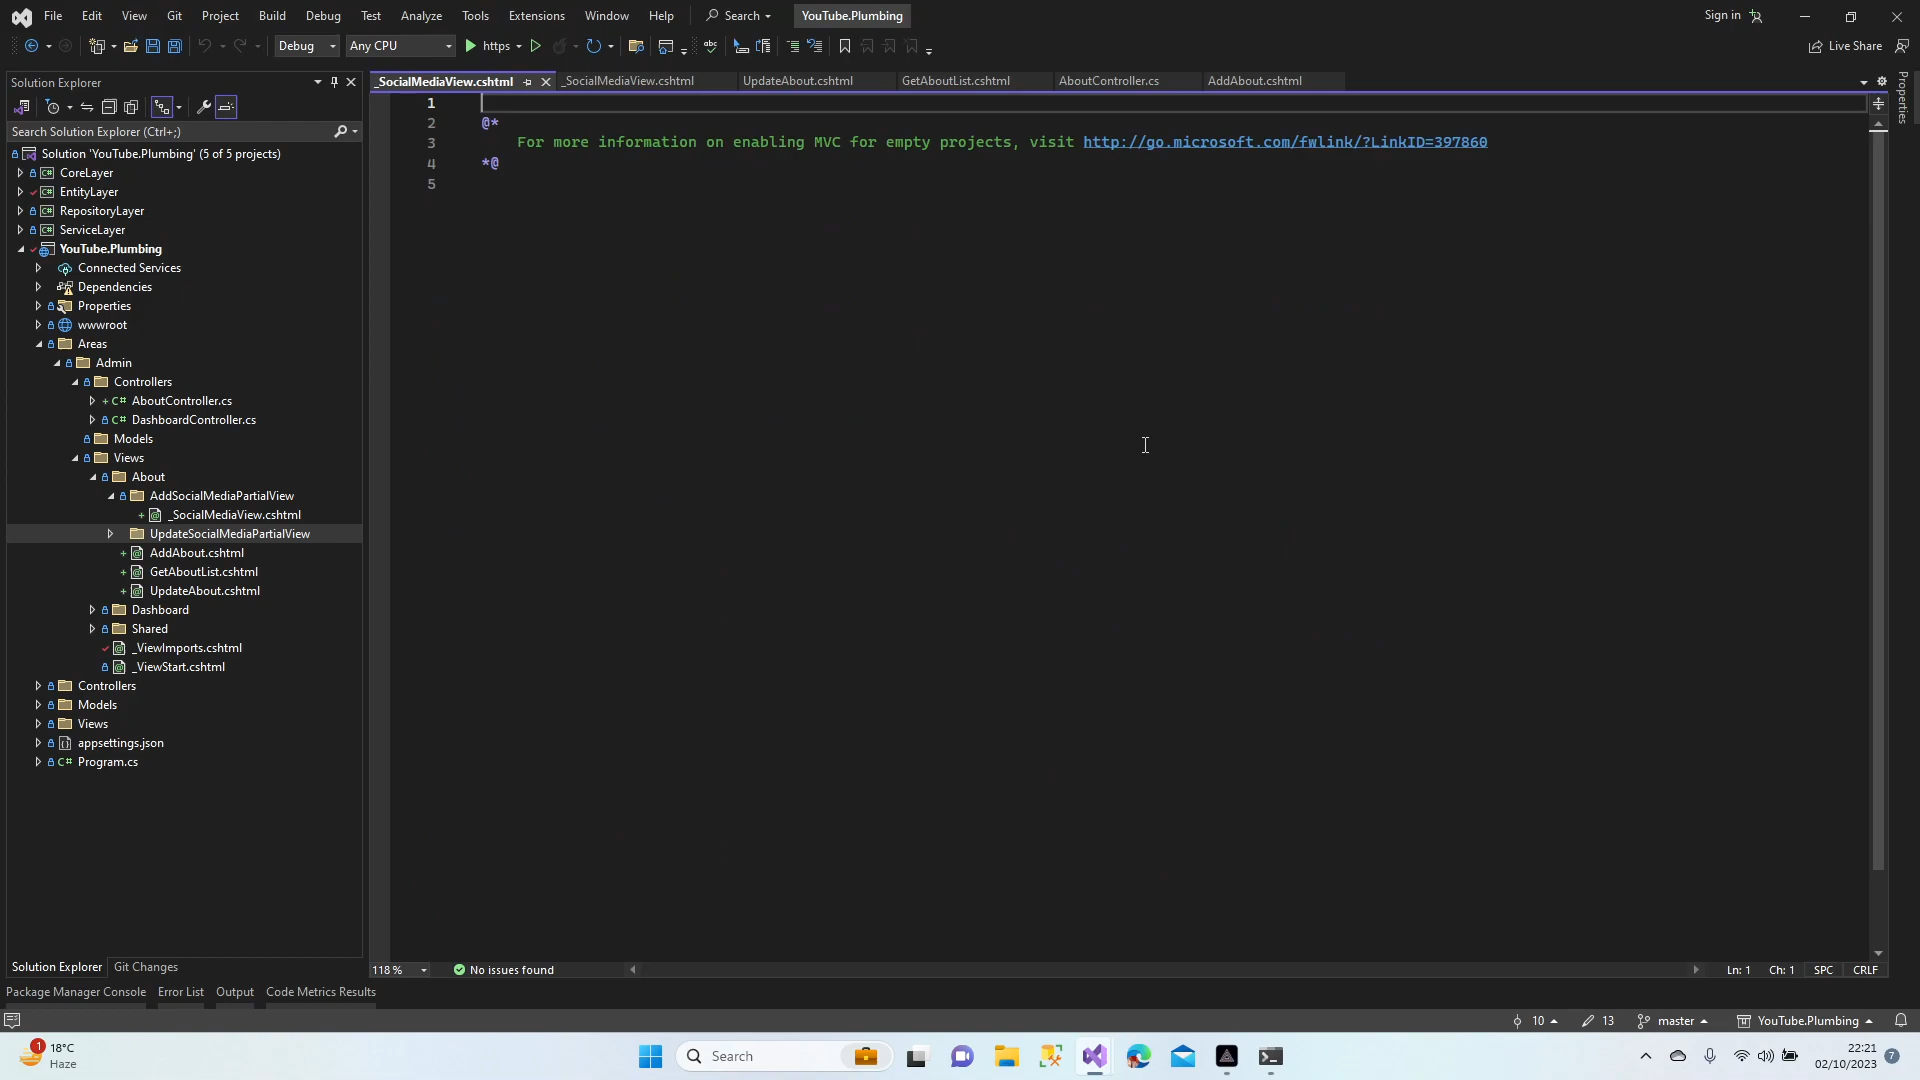 File Edit View Git Project Build Debug Test Analyze Tools Extensions Window Help Search YouTube.Plumbing Sign in
Debug Any CPU https Live Share
Solution Explorer
_SocialMediaView.cshtml _SocialMediaView.cshtml UpdateAbout.cshtml GetAboutList.cshtml AboutController.cs AddAbout.cshtml
Properties
Search Solution Explorer (Ctrl+;)
Solution 'YouTube.Plumbing' (5 of 5 projects)
CoreLayer
EntityLayer
RepositoryLayer
ServiceLayer
YouTube.Plumbing
Connected Services
Dependencies
Properties
wwwroot
Areas
Admin
Controllers
C# AboutController.cs
C# DashboardController.cs
Models
Views
About
AddSocialMediaPartialView
_SocialMediaView.cshtml
UpdateSocialMediaPartialView
AddAbout.cshtml
GetAboutList.cshtml
UpdateAbout.cshtml
Dashboard
Shared
_ViewImports.cshtml
_ViewStart.cshtml
Controllers
Models
Views
appsettings.json
C# Program.cs
1
2 @*
3 For more information on enabling MVC for empty projects, visit http://go.microsoft.com/fwlink/?LinkID=397860
4 *@
5
Solution Explorer Git Changes
118 % No issues found Ln: 1 Ch: 1 SPC CRLF
Package Manager Console Error List Output Code Metrics Results
10 13 master YouTube.Plumbing
1 18°C
Haze
Search
22:21
02/10/2023
7